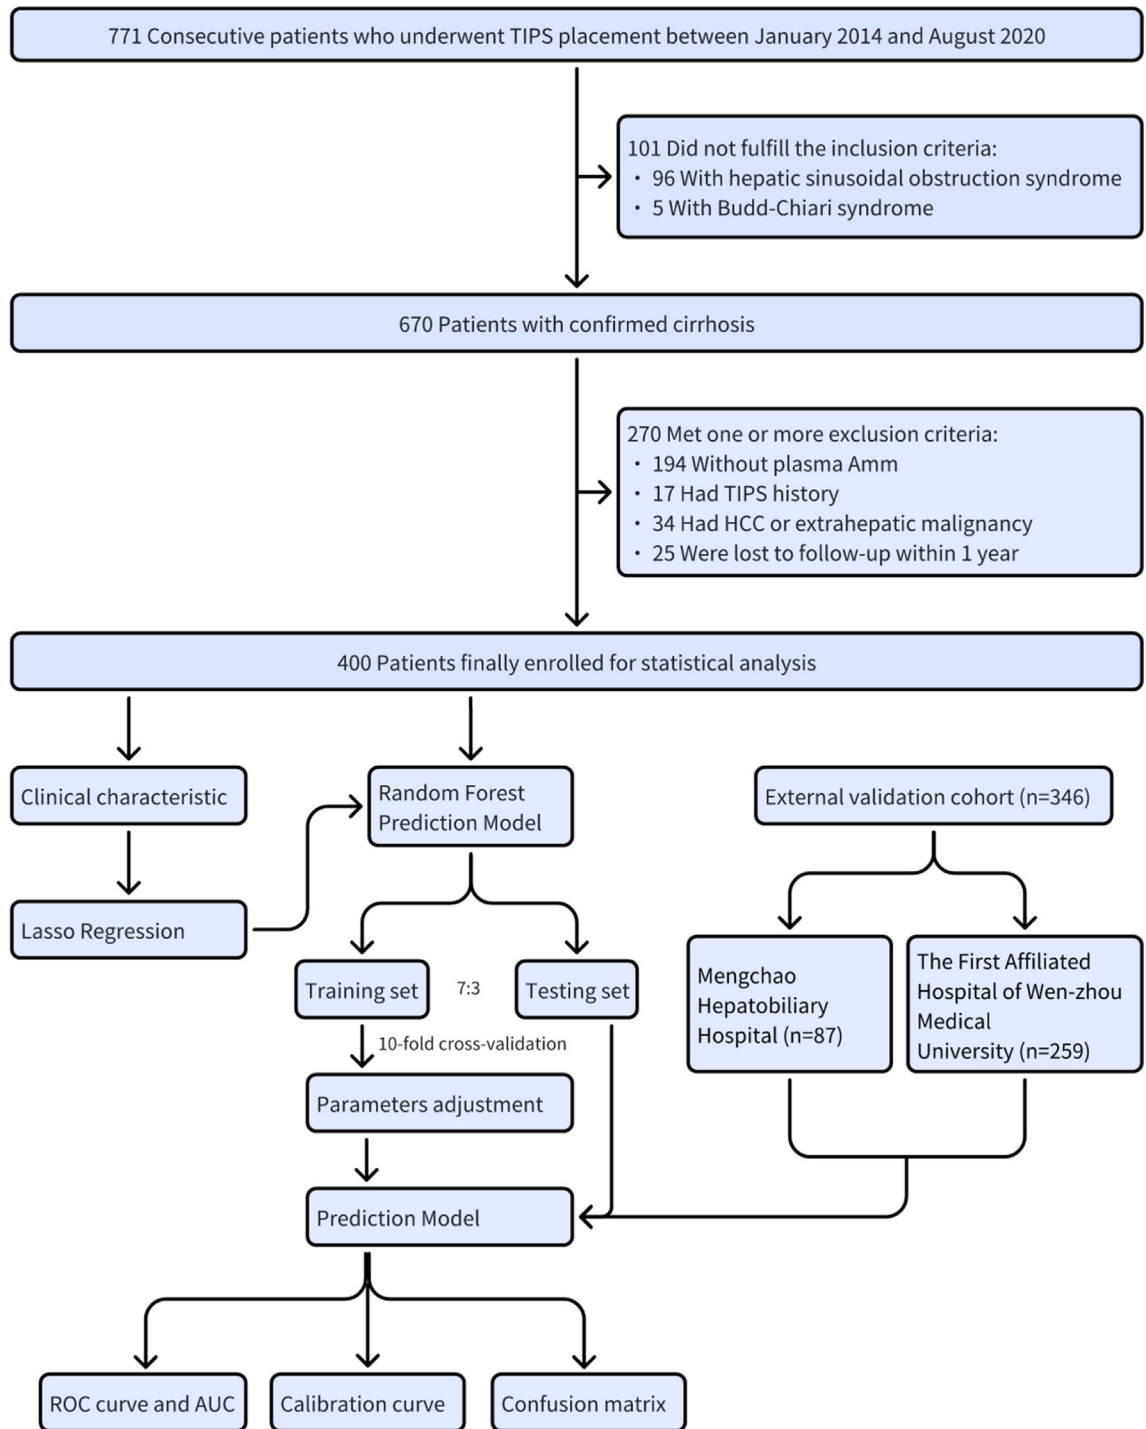 771 Consecutive patients who underwent TIPS placement between January 2014 and August 2020
101 Did not fulfill the inclusion criteria:
• 96 With hepatic sinusoidal obstruction syndrome
• 5 With Budd-Chiari syndrome
670 Patients with confirmed cirrhosis
270 Met one or more exclusion criteria:
• 194 Without plasma Amm
• 17 Had TIPS history
• 34 Had HCC or extrahepatic malignancy
• 25 Were lost to follow-up within 1 year
400 Patients finally enrolled for statistical analysis
Clinical characteristic
Lasso Regression
Random Forest
Prediction Model
Training set
7:3
Testing set
10-fold cross-validation
Parameters adjustment
Prediction Model
External validation cohort (n=346)
Mengchao
Hepatobiliary
Hospital (n=87)
The First Affiliated
Hospital of Wen-zhou
Medical
University (n=259)
ROC curve and AUC
Calibration curve
Confusion matrix